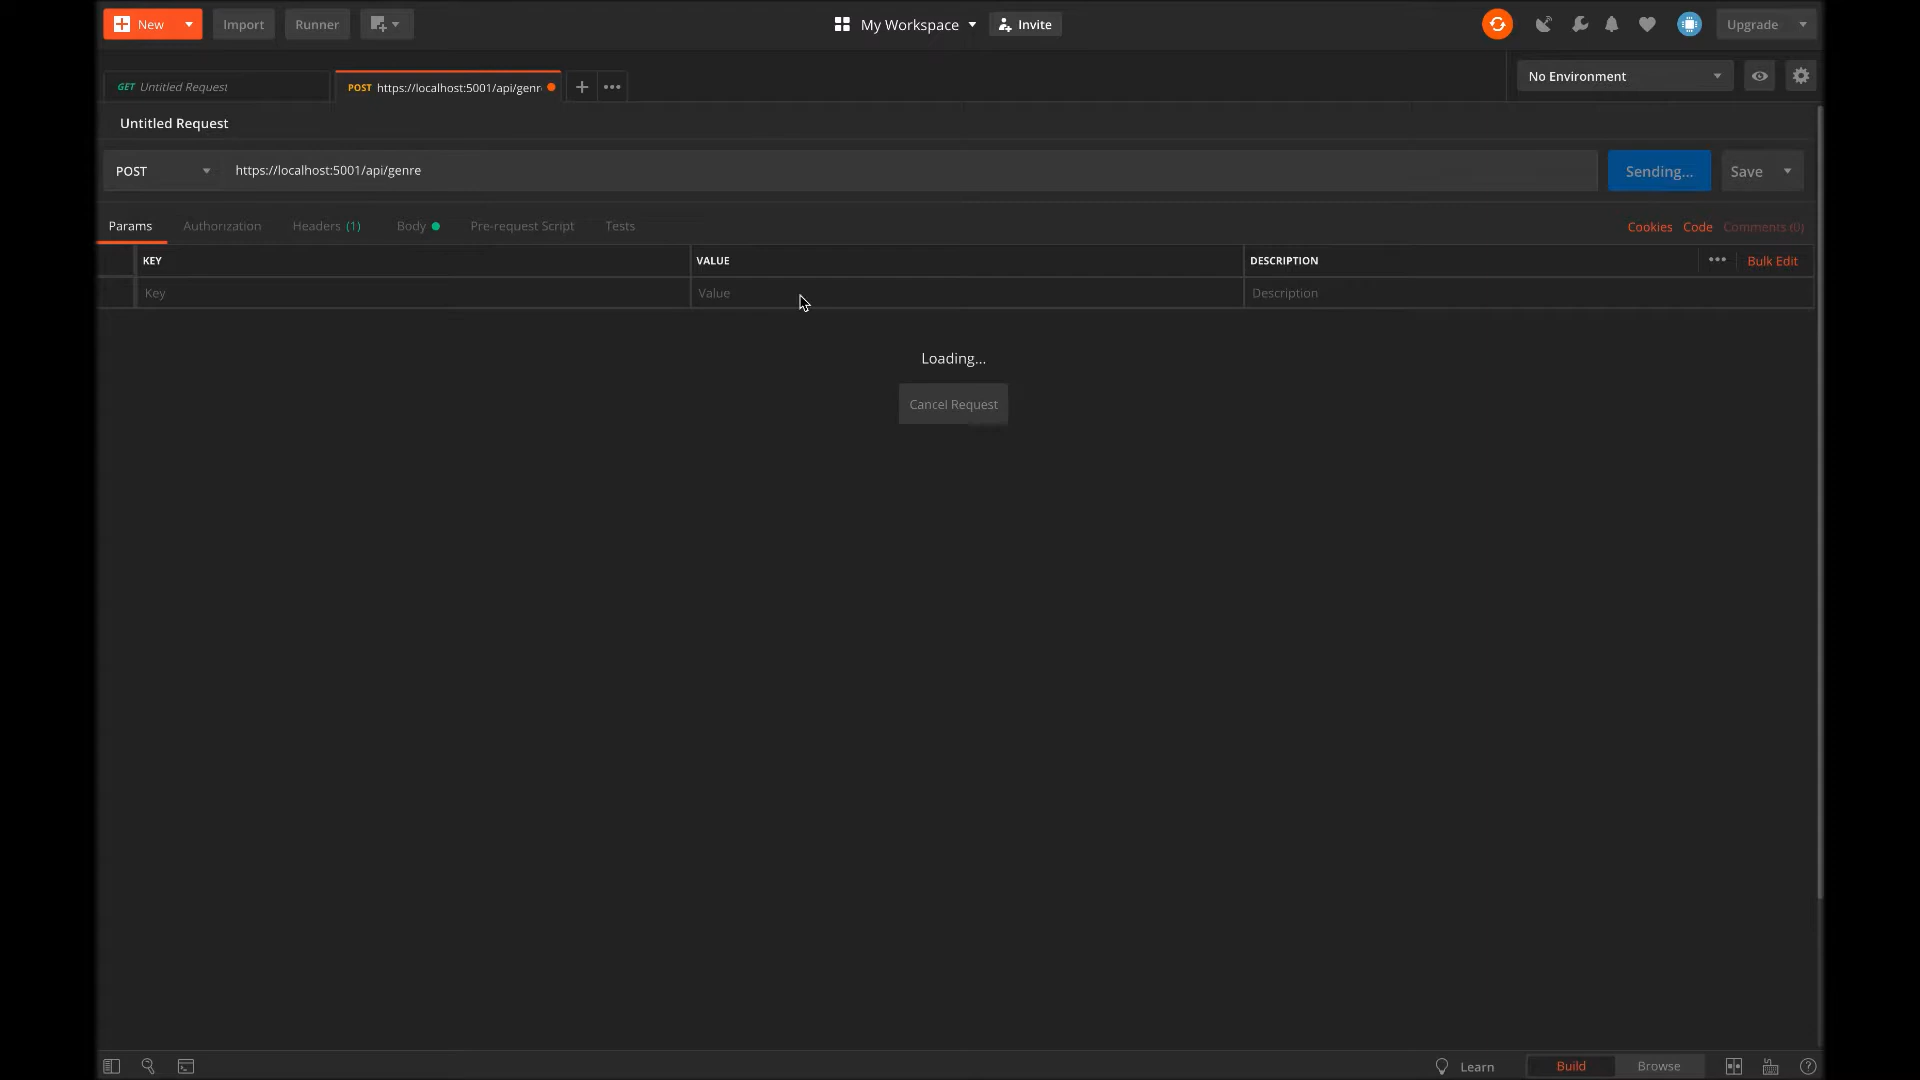 New Import Runner My Workspace Invite Upgrade
GET Untitled Request POST https://localhost:5001/api/genr No Environment
Untitled Request
POST https://localhost:5001/api/genre Sending... Save
Params Authorization Headers (1) Body Pre-request Script Tests Cookies Code Comments (0)
KEY VALUE DESCRIPTION Bulk Edit
Key Value Description
Loading...
Cancel Request
Learn Build Browse